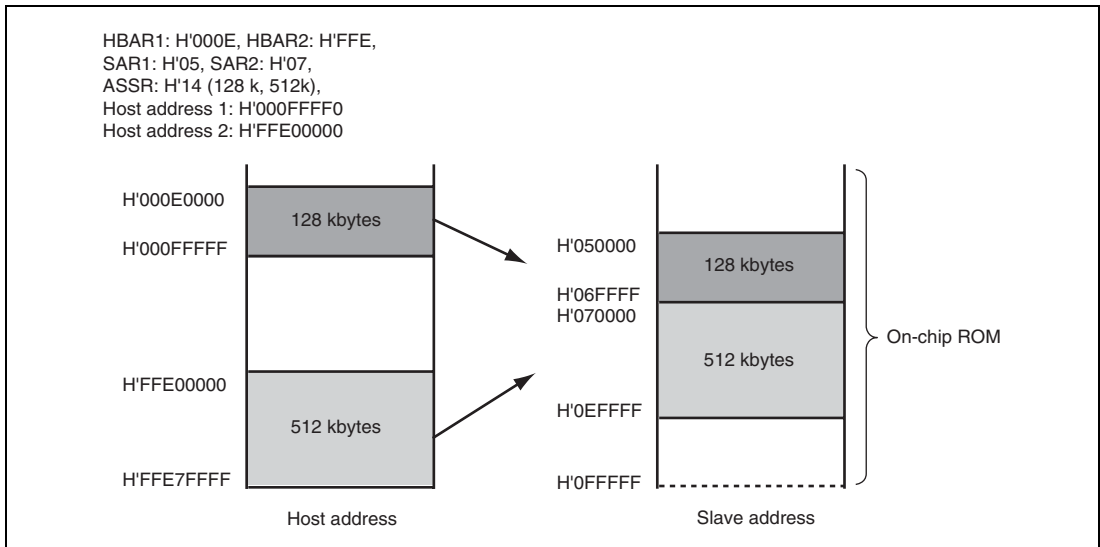 HBAR1: H'000E, HBAR2: H'FFE,
SAR1: H'05, SAR2: H'07,
ASSR: H'14 (128 k, 512k),
Host address 1: H'000FFFF0
Host address 2: H'FFE00000
H'000E0000
128 kbytes
H'000FFFFF
H'050000
128 kbytes
H'06FFFF
H'070000
On-chip ROM
512 kbytes
H'FFE00000
H'0EFFFF
512 kbytes
H'FFE7FFFF
H'0FFFFF
Host address
Slave address